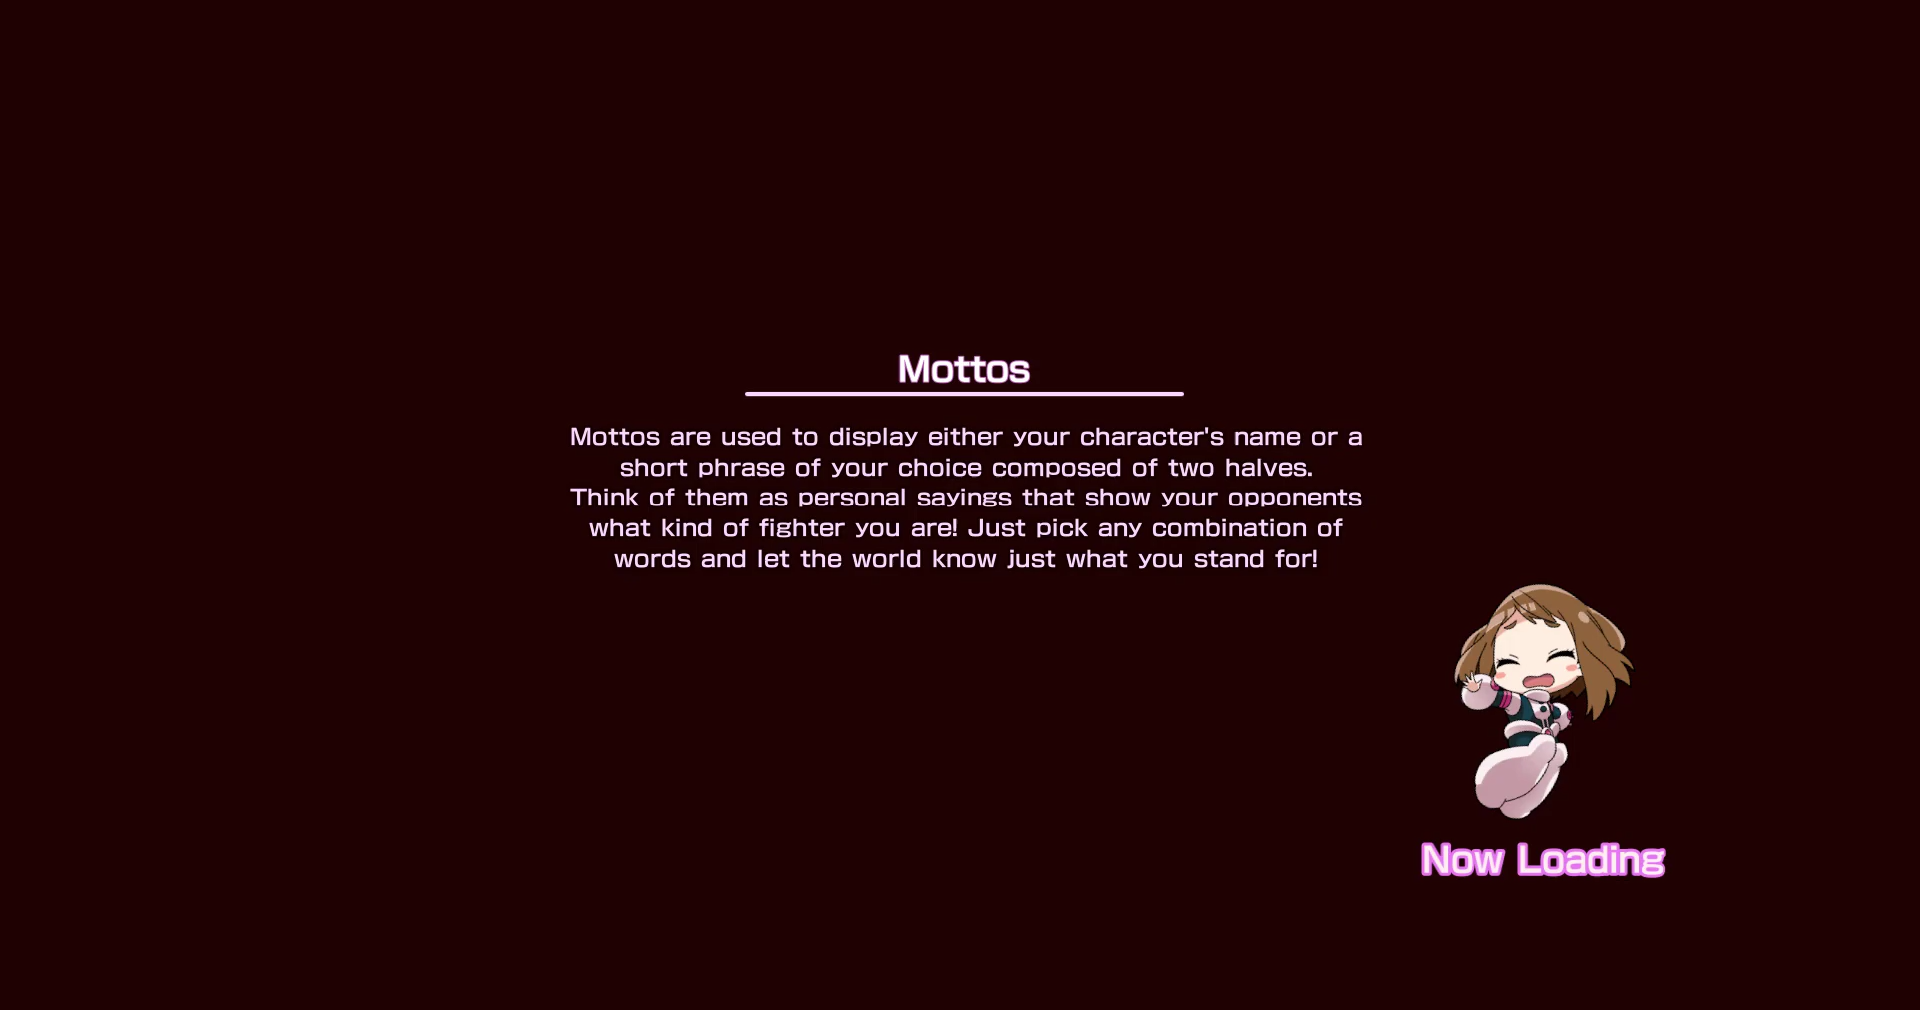 Mottos
Mottos are used to display either your character's name or a
short phrase of your choice composed of two halves.
Think of them as personal sayings that show your opponents
what kind of fighter you are! Just pick any combination of
words and let the world know just what you stand for!
Now Loading